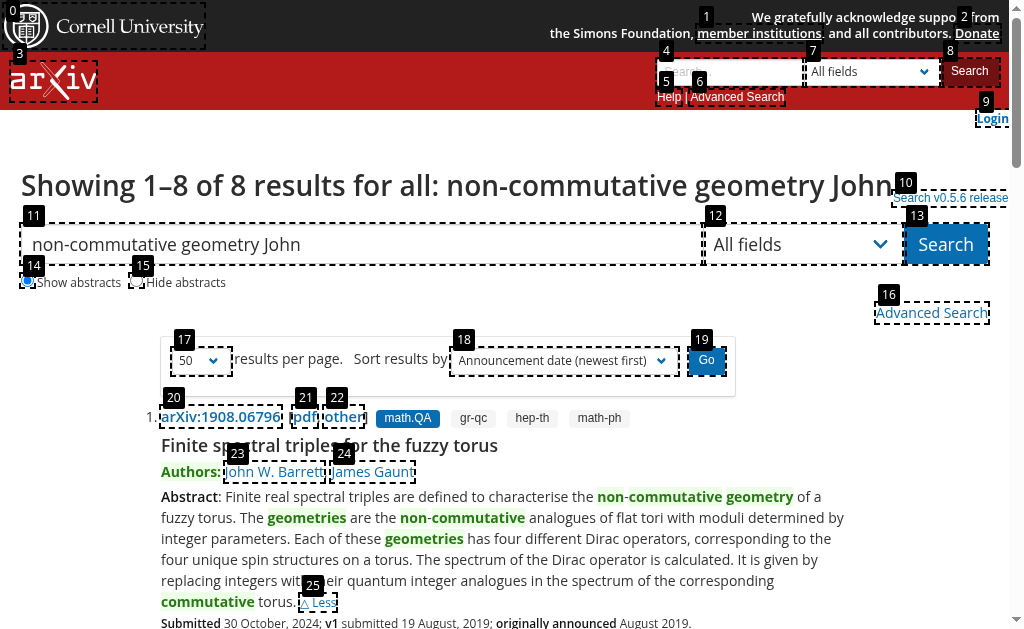 Cornell University
We gratefully acknowledge support from
the Simons Foundation, member institutions, and all contributors. Donate
arXiv
Search...
All fields
Search
Help | Advanced Search
Login
Showing 1–8 of 8 results for all: non-commutative geometry John
Search v0.5.6 release
non-commutative geometry John
All fields
Search
Show abstracts
Hide abstracts
Advanced Search
50 results per page. Sort results by Announcement date (newest first) Go
1. arXiv:1908.06796 [pdf, other] math.QA gr-qc hep-th math-ph
Finite spectral triples for the fuzzy torus
Authors: John W. Barrett, James Gaunt
Abstract: Finite real spectral triples are defined to characterise the non-commutative geometry of a
fuzzy torus. The geometries are the non-commutative analogues of flat tori with moduli determined by
integer parameters. Each of these geometries has four different Dirac operators, corresponding to the
four unique spin structures on a torus. The spectrum of the Dirac operator is calculated. It is given by
replacing integers with their quantum integer analogues in the spectrum of the corresponding
commutative torus. △ Less
Submitted 30 October, 2024; v1 submitted 19 August, 2019; originally announced August 2019.
0
1
2
3
4
5
6
7
8
9
10
11
12
13
14
15
16
17
18
19
20
21
22
23
24
25